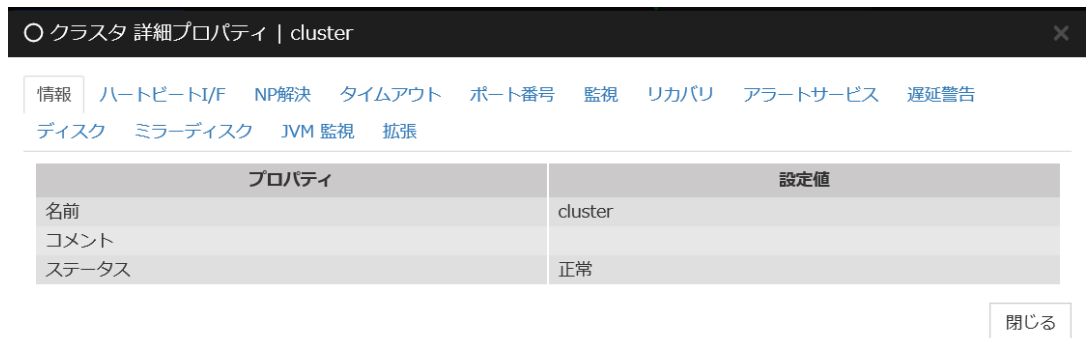 クラスタ 詳細プロパティ | cluster ×
情報 ハートビートI/F NP解決 タイムアウト ポート番号 監視 リカバリ アラートサービス 遅延警告
ディスク ミラーディスク JVM 監視 拡張
プロパティ 設定値
名前 cluster
コメント
ステータス 正常
閉じる